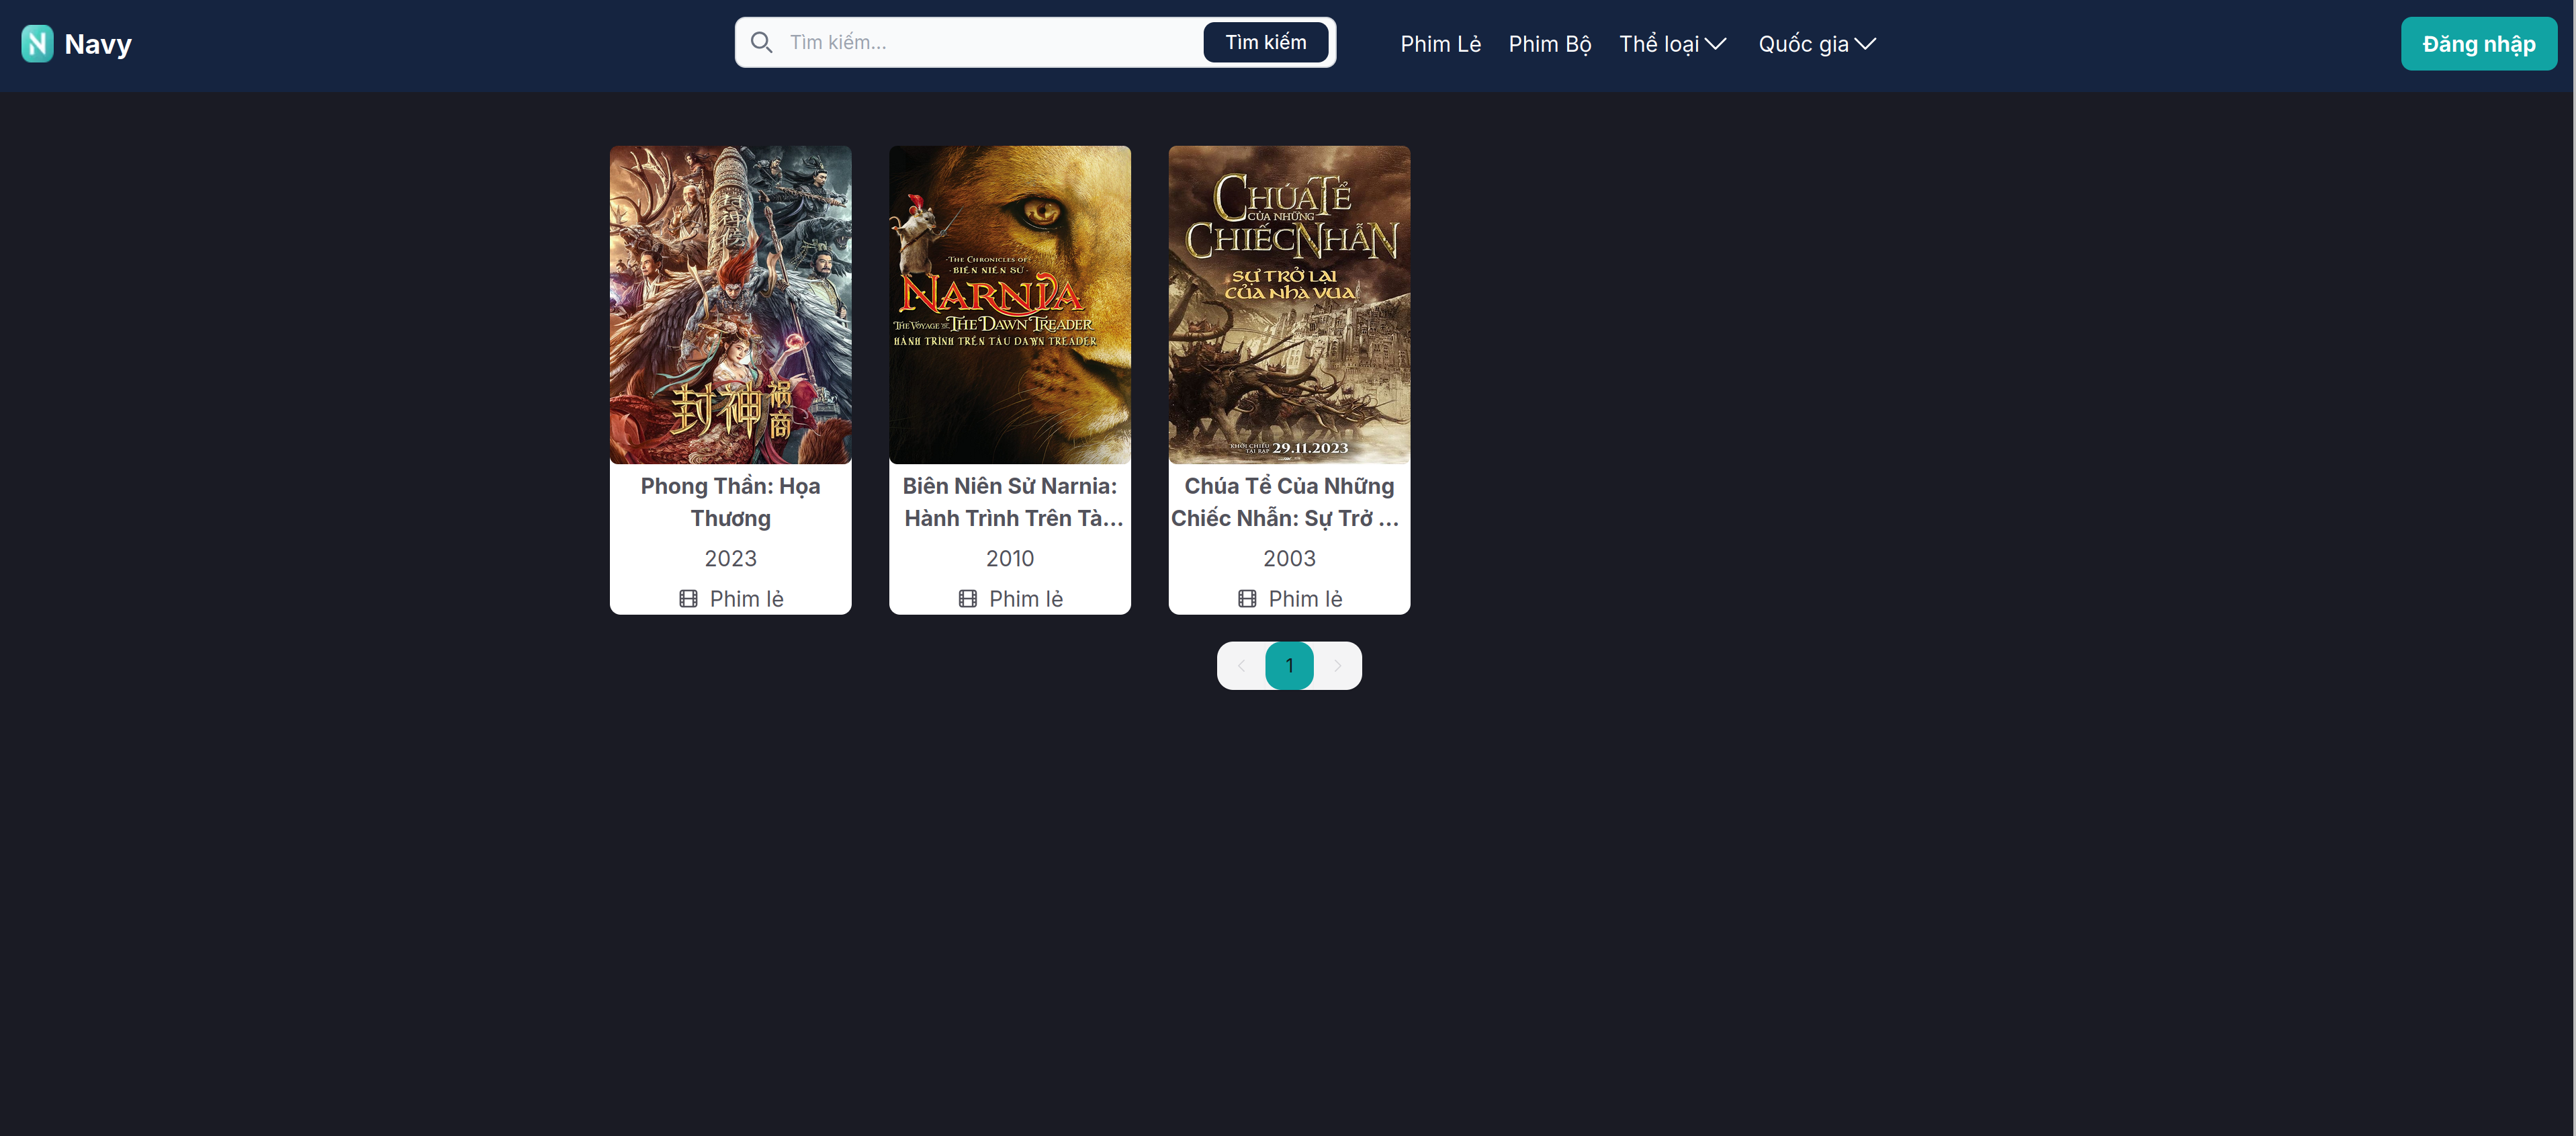 Navy
Tìm kiếm...
Tìm kiếm
Phim Lẻ
Phim Bộ
Thể loại
Quốc gia
Đăng nhập
封神
祸商
THE CHRONICLES OF
BIÊN NIÊN SỬ
NARNIA
THE VOYAGE OF THE DAWN TREADER
HÀNH TRÌNH TRÊN TÀU DAWN TREADER
CHÚA TỂ
CỦA NHỮNG
CHIẾC NHẪN
SỰ TRỞ LẠI
CỦA NHÀ VUA
KHỞI CHIẾU
TẠI RẠP 29.11.2023
Phong Thần: Họa
Thương
2023
Phim lẻ
Biên Niên Sử Narnia:
Hành Trình Trên Tà...
2010
Phim lẻ
Chúa Tể Của Những
Chiếc Nhẫn: Sự Trở ...
2003
Phim lẻ
1